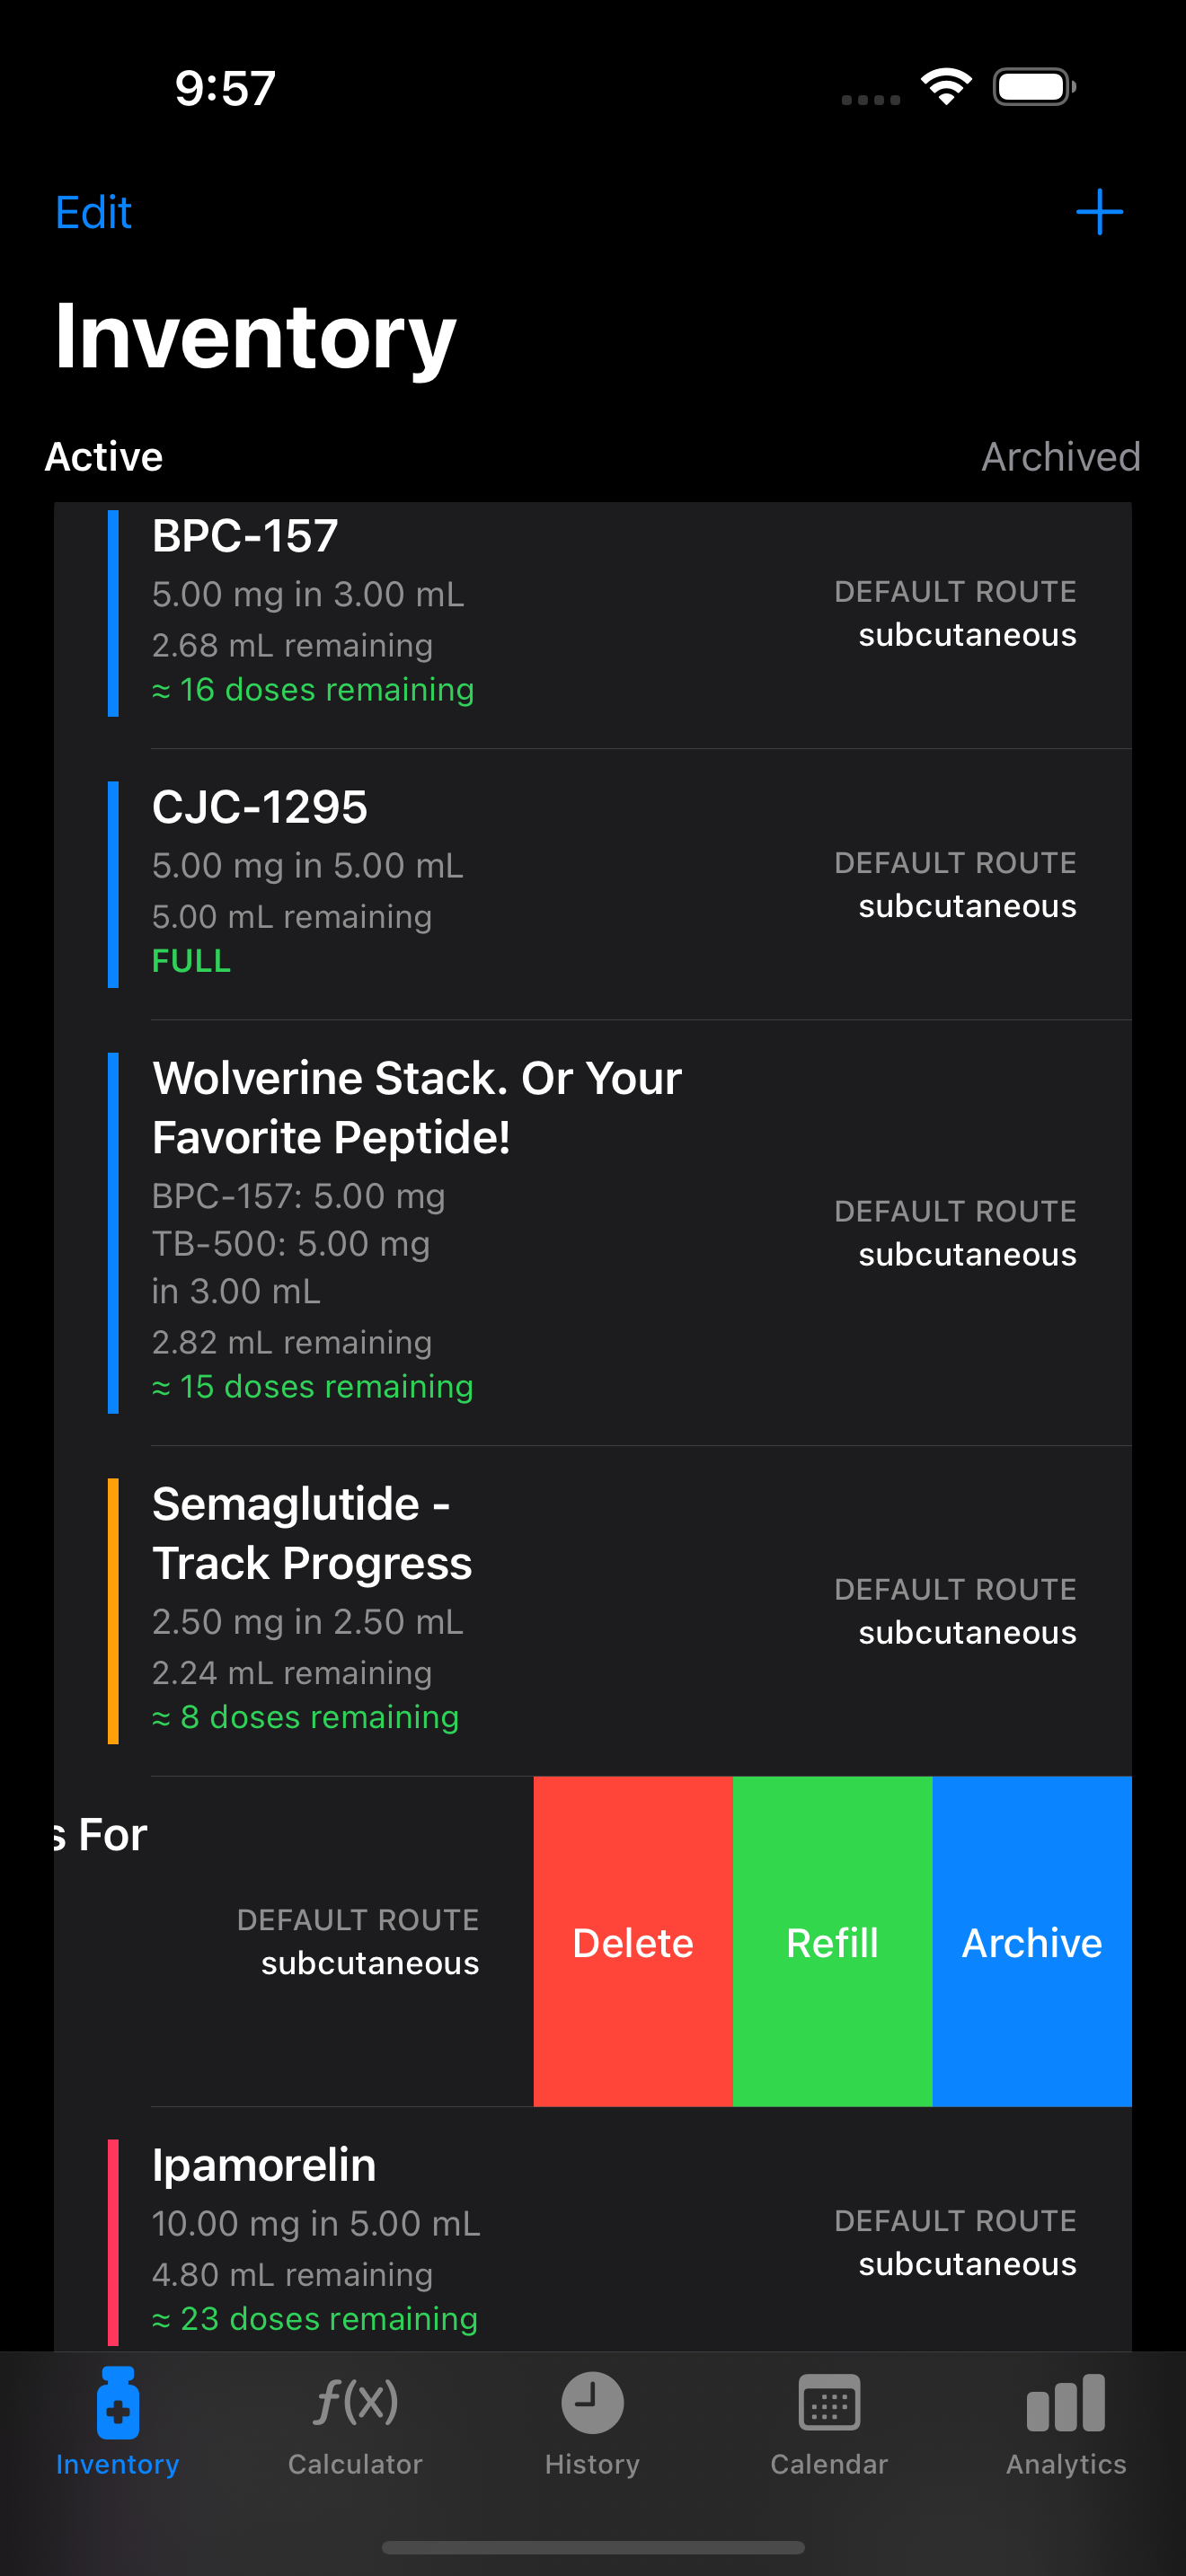 9:57
Edit
Inventory
Active
Archived
BPC-157
5.00 mg in 3.00 mL
2.68 mL remaining
≈ 16 doses remaining
DEFAULT ROUTE
subcutaneous
CJC-1295
5.00 mg in 5.00 mL
5.00 mL remaining
FULL
DEFAULT ROUTE
subcutaneous
Wolverine Stack. Or Your
Favorite Peptide!
BPC-157: 5.00 mg
TB-500: 5.00 mg
in 3.00 mL
2.82 mL remaining
≈ 15 doses remaining
DEFAULT ROUTE
subcutaneous
Semaglutide -
Track Progress
2.50 mg in 2.50 mL
2.24 mL remaining
≈ 8 doses remaining
DEFAULT ROUTE
subcutaneous
s For
DEFAULT ROUTE
subcutaneous
Delete
Refill
Archive
Ipamorelin
10.00 mg in 5.00 mL
4.80 mL remaining
≈ 23 doses remaining
DEFAULT ROUTE
subcutaneous
f(x)
Inventory
Calculator
History
Calendar
Analytics